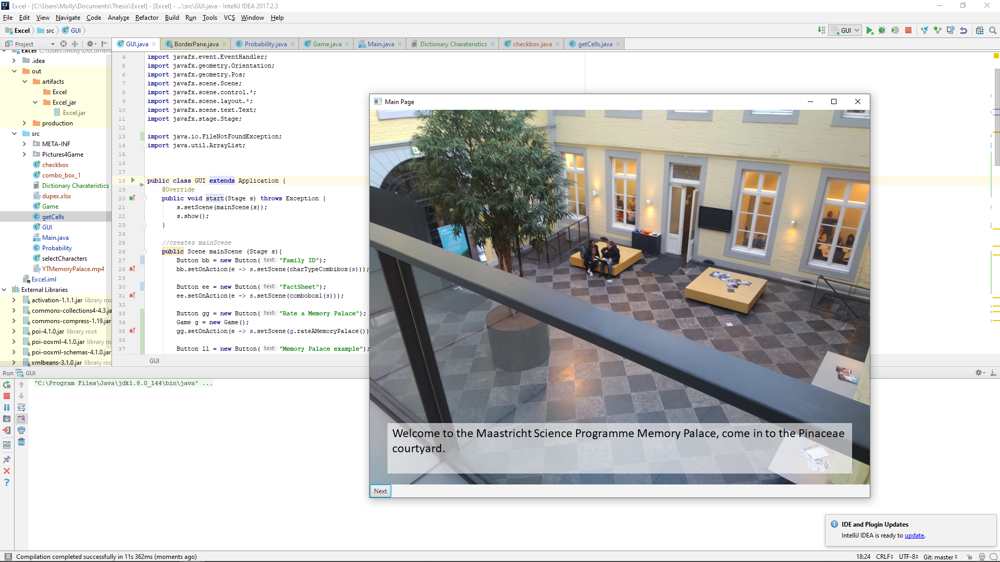 Excel - [C:\Users\Molly\Documents\Thesis\Excel] - [Excel] - ...\src\GUI.java - IntelliJ IDEA 2017.2.3
File Edit View Navigate Code Analyze Refactor Build Run Tools VCS Window Help
Excel src GUI
GUI
Project
GUI.java BorderPane.java Probability.java Game.java Main.java Dictionary Charateristics checkbox.java getCells.java
Excel C:\Users\Molly\Document
.idea
out
artifacts
Excel
Excel_jar
Excel.jar
production
src
META-INF
Pictures4Game
checkbox
combo_box_1
Dictionary Charateristics
dupex.xlsx
Game
getCells
GUI
Main.java
Probability
selectCharacters
YTMemoryPalace.mp4
Excel.iml
External Libraries
activation-1.1.1.jar library roo
commons-collections4-4.3.ja
commons-compress-1.19.jar
poi-4.1.0.jar library root
poi-ooxml-4.1.0.jar library ro
poi-ooxml-schemas-4.1.0.jar
xmlbeans-3.1.0.jar library roo
4 import javafx.event.EventHandler;
5 import javafx.geometry.Orientation;
6 import javafx.geometry.Pos;
7 import javafx.scene.Scene;
8 import javafx.scene.control.*;
9 import javafx.scene.layout.*;
10 import javafx.scene.text.Text;
11 import javafx.stage.Stage;
12
13 import java.io.FileNotFoundException;
14 import java.util.ArrayList;
15
16
17
18 public class GUI extends Application {
19 @Override
20 public void start(Stage s) throws Exception {
21 s.setScene(mainScene(s));
22 s.show();
23 }
24
25 //creates mainScene
26 public Scene mainScene (Stage s){
27 Button bb = new Button( text: "Family ID");
28 bb.setOnAction(e -> s.setScene(charTypeCombibox(s)));
29
30 Button ee = new Button( text: "FactSheet");
31 ee.setOnAction(e -> s.setScene(combobox1(s)));
32
33 Button gg = new Button( text: "Rate a Memory Palace");
34 Game g = new Game();
35 gg.setOnAction(e -> s.setScene(g.rateAMemoryPalace())
36
37 Button ll = new Button( text: "Memory Palace example");
GUI
Main Page
Welcome to the Maastricht Science Programme Memory Palace, come in to the Pinaceae
courtyard.
Next
Run GUI
"C:\Program Files\Java\jdk1.8.0_144\bin\java" ...
IDE and Plugin Updates
IntelliJ IDEA is ready to update.
Compilation completed successfully in 11s 362ms (moments ago)
18:24 CRLF UTF-8 Git: master